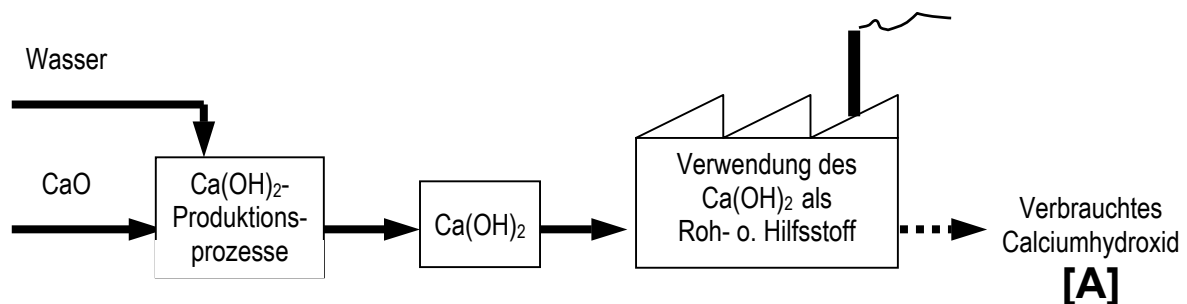 Wasser
CaO
Ca(OH)₂-
Produktions-
prozesse
Ca(OH)₂
Verwendung des
Ca(OH)₂ als
Roh- o. Hilfsstoff
Verbrauchtes
Calciumhydroxid
[A]